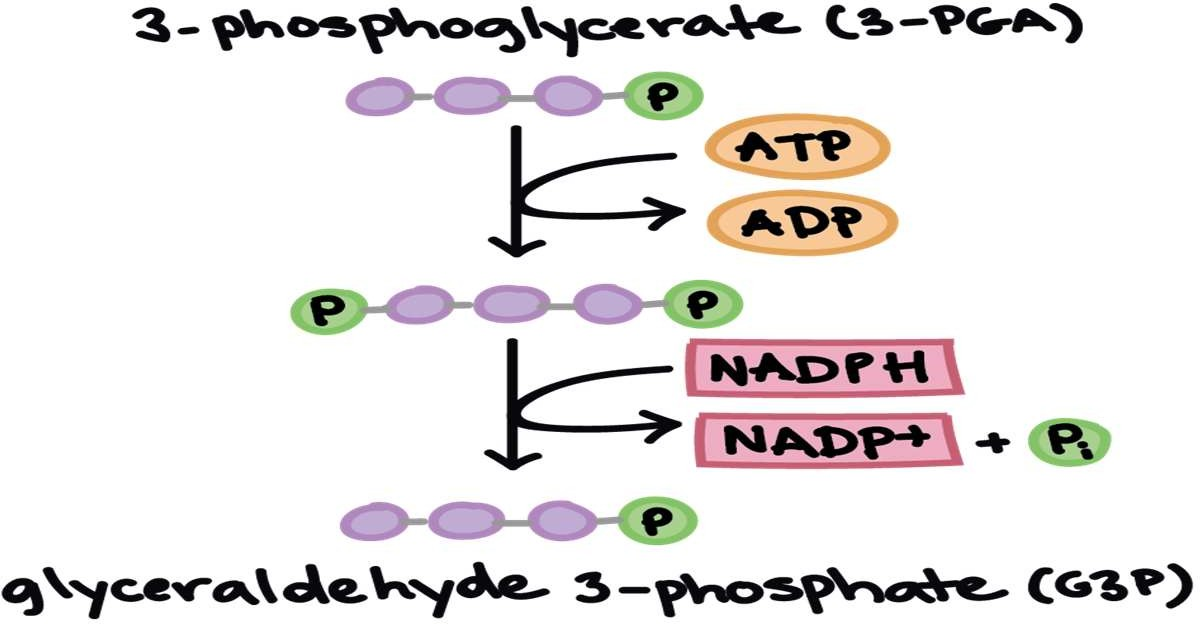 3-phosphoglycerate (3-PGA)
P
ATP
ADP
P P
NADPH
NADP+ + Pi
P
glyceraldehyde 3-phosphate (G3P)